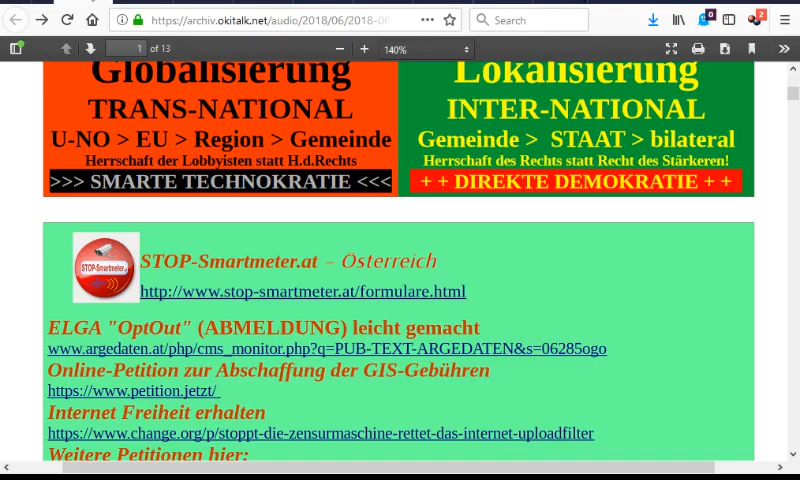 https://archiv.okitalk.net/audio/2018/06/2018-06
Search
0
2
1 of 13
140%
Globalisierung
TRANS-NATIONAL
U-NO > EU > Region > Gemeinde
Herrschaft der Lobbyisten statt H.d.Rechts
>>> SMARTE TECHNOKRATIE <<<
Lokalisierung
INTER-NATIONAL
Gemeinde > STAAT > bilateral
Herrschaft des Rechts statt Recht des Stärkeren!
+ + DIREKTE DEMOKRATIE + +
STOP-Smartmeter.at
STOP-Smartmeter.at – Österreich
http://www.stop-smartmeter.at/formulare.html
ELGA "OptOut" (ABMELDUNG) leicht gemacht
www.argedaten.at/php/cms_monitor.php?q=PUB-TEXT-ARGEDATEN&s=06285ogo
Online-Petition zur Abschaffung der GIS-Gebühren
https://www.petition.jetzt/
Internet Freiheit erhalten
https://www.change.org/p/stoppt-die-zensurmaschine-rettet-das-internet-uploadfilter
Weitere Petitionen hier: